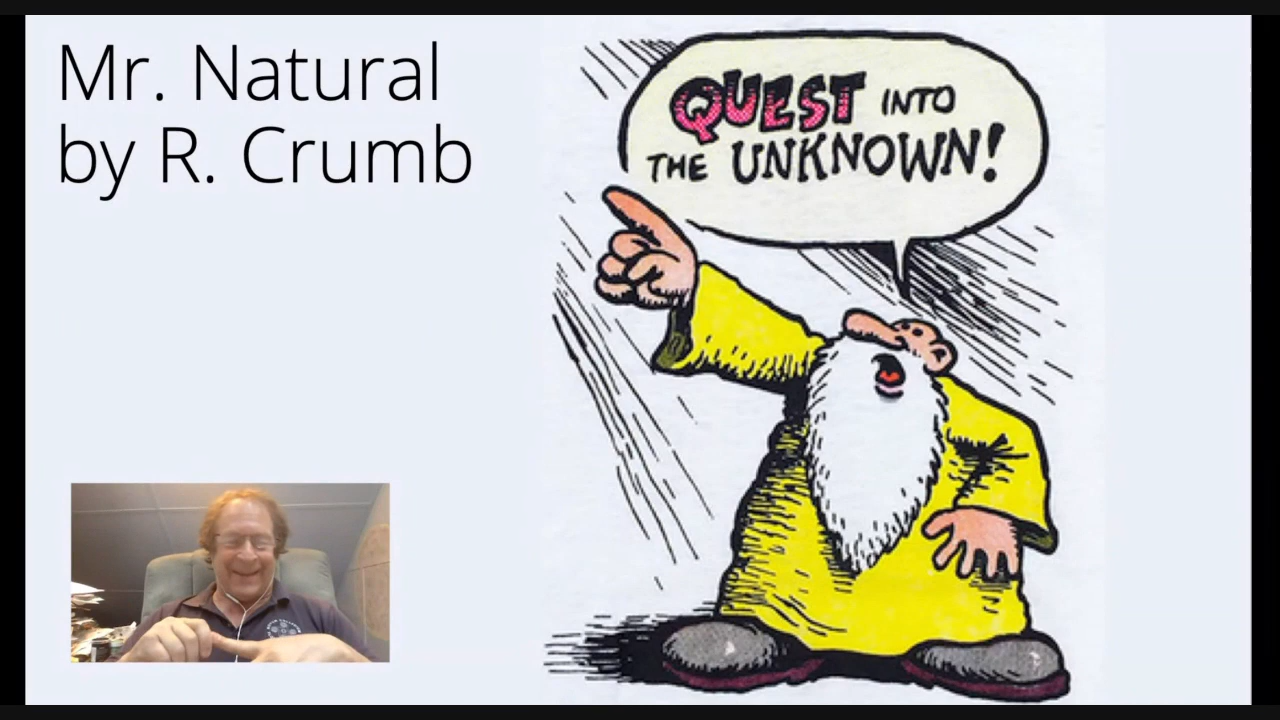 Mr. Natural
by R. Crumb
QUEST INTO
THE UNKNOWN!